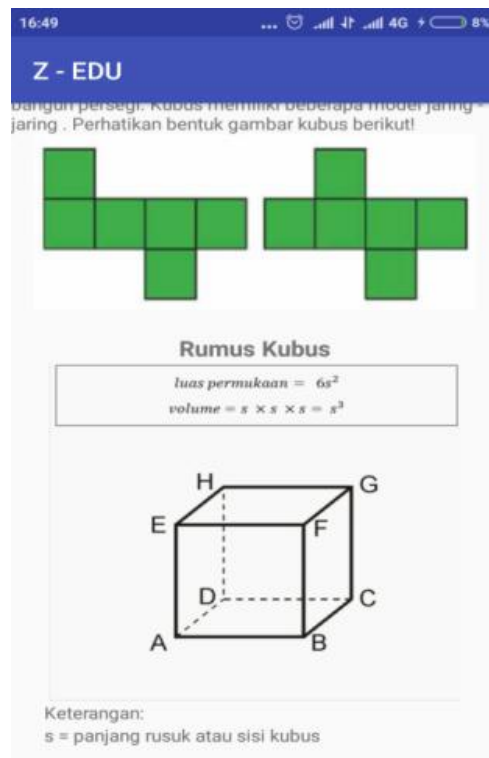 16:49 ... 4G 8%
Z - EDU
bangun persegi. Kubus memiliki beberapa model jaring -
jaring . Perhatikan bentuk gambar kubus berikut!
Rumus Kubus
luas permukaan = 6s²
volume = s × s × s = s³
H G
E F
D C
A B
Keterangan:
s = panjang rusuk atau sisi kubus